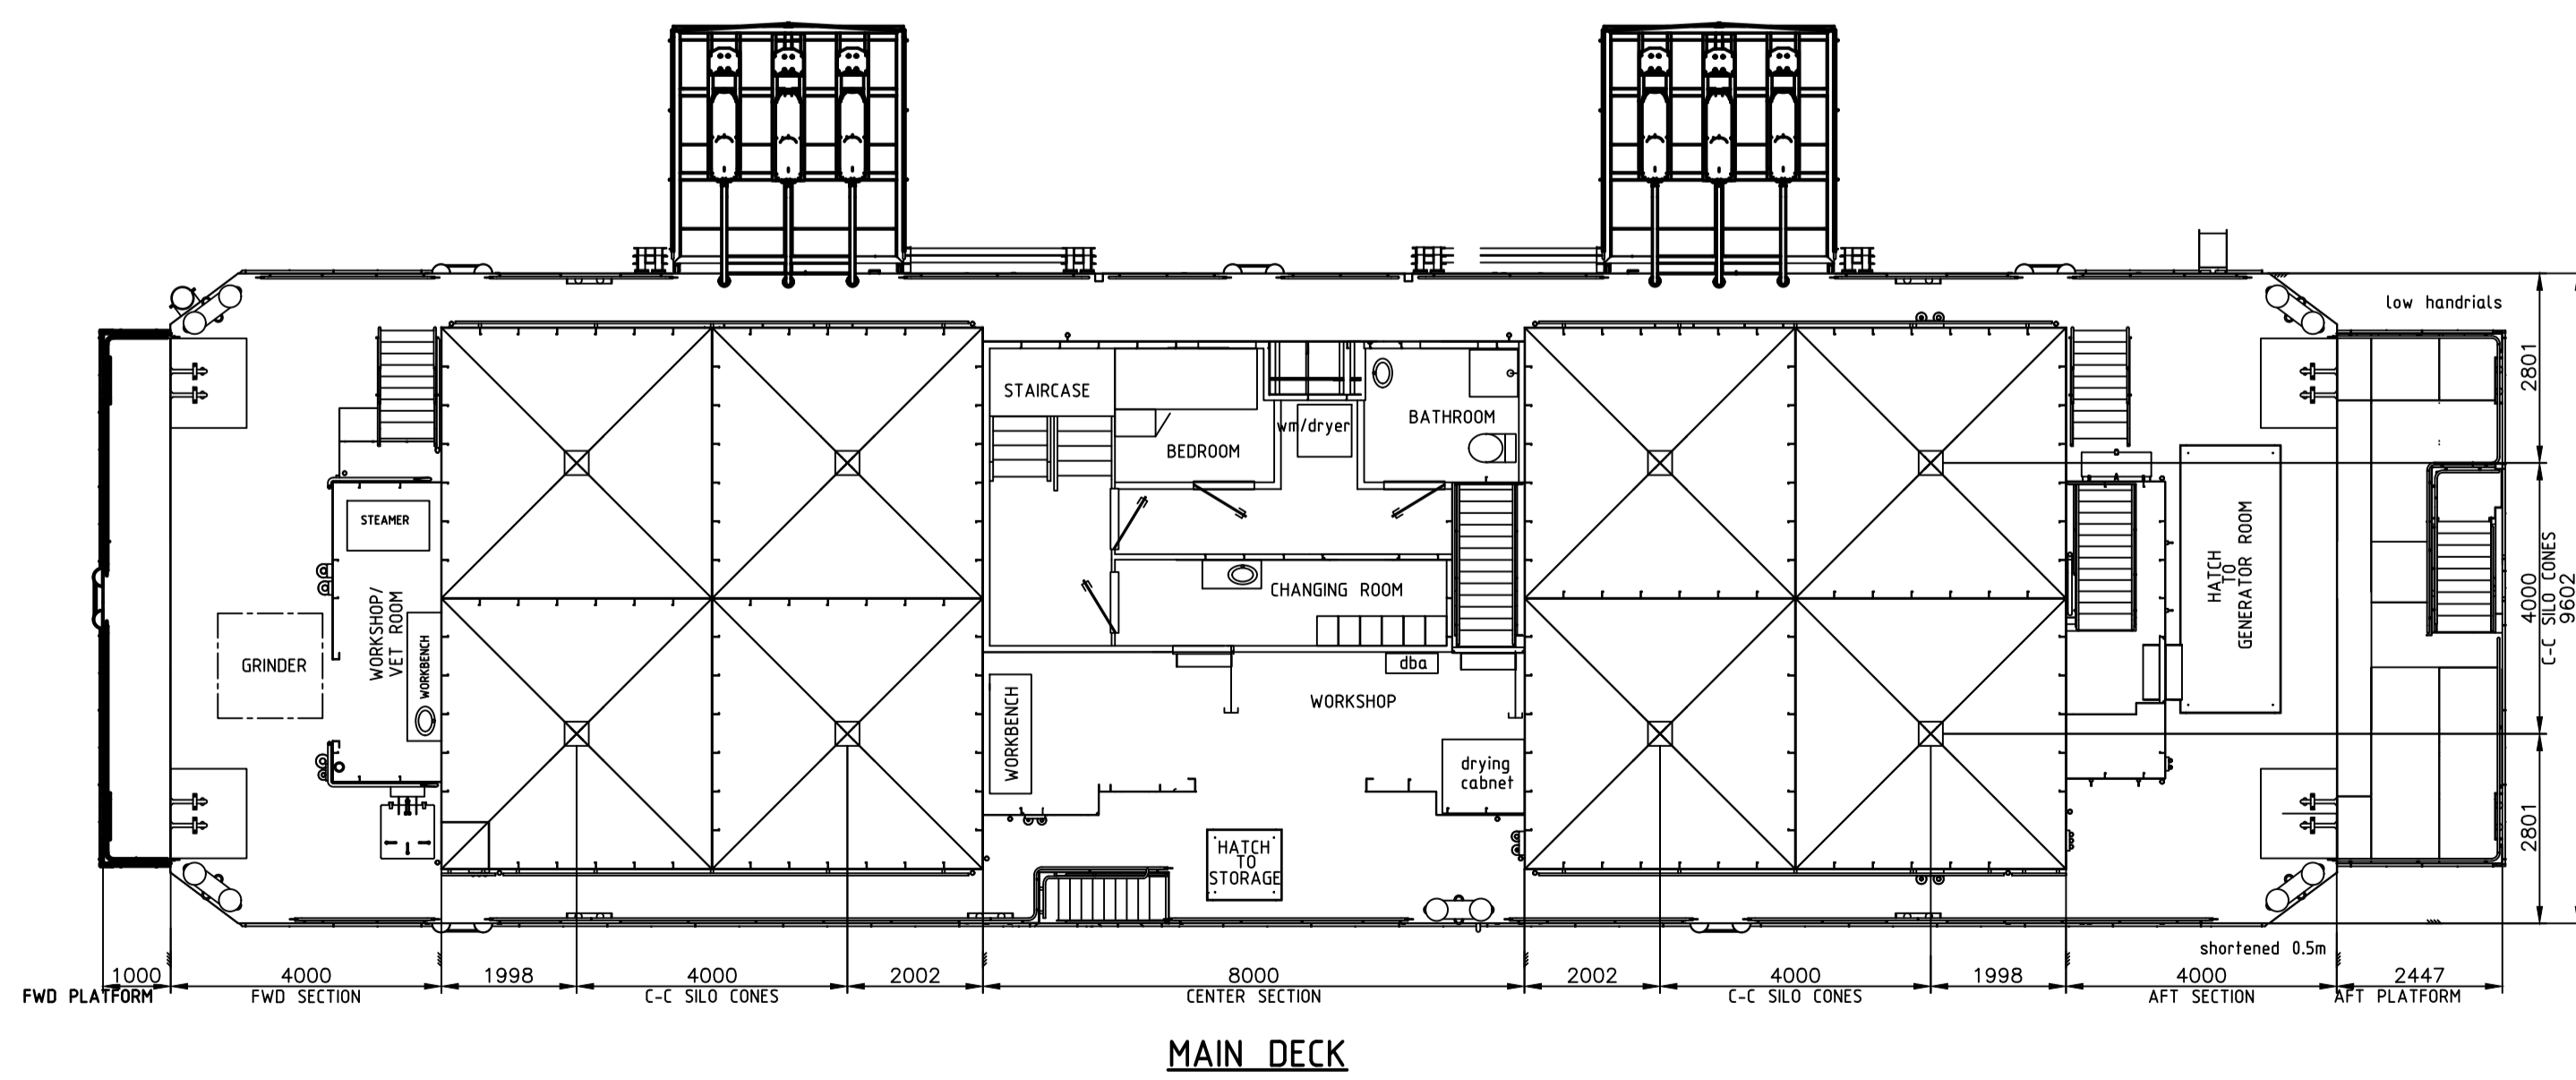 low handrials
2801
STAIRCASE
BATHROOM
wm/dryer
BEDROOM
STEAMER
HATCH
TO
GENERATOR ROOM
4000
C-C SILO CONES
9602
CHANGING ROOM
WORKSHOP/
VET ROOM
WORKBENCH
GRINDER
dba
WORKSHOP
WORKBENCH
drying
cabnet
2801
HATCH
TO
STORAGE
shortened 0.5m
1000
4000
1998
4000
2002
8000
2002
4000
1998
4000
2447
FWD PLATFORM
FWD SECTION
C-C SILO CONES
CENTER SECTION
C-C SILO CONES
AFT SECTION
AFT PLATFORM
MAIN DECK